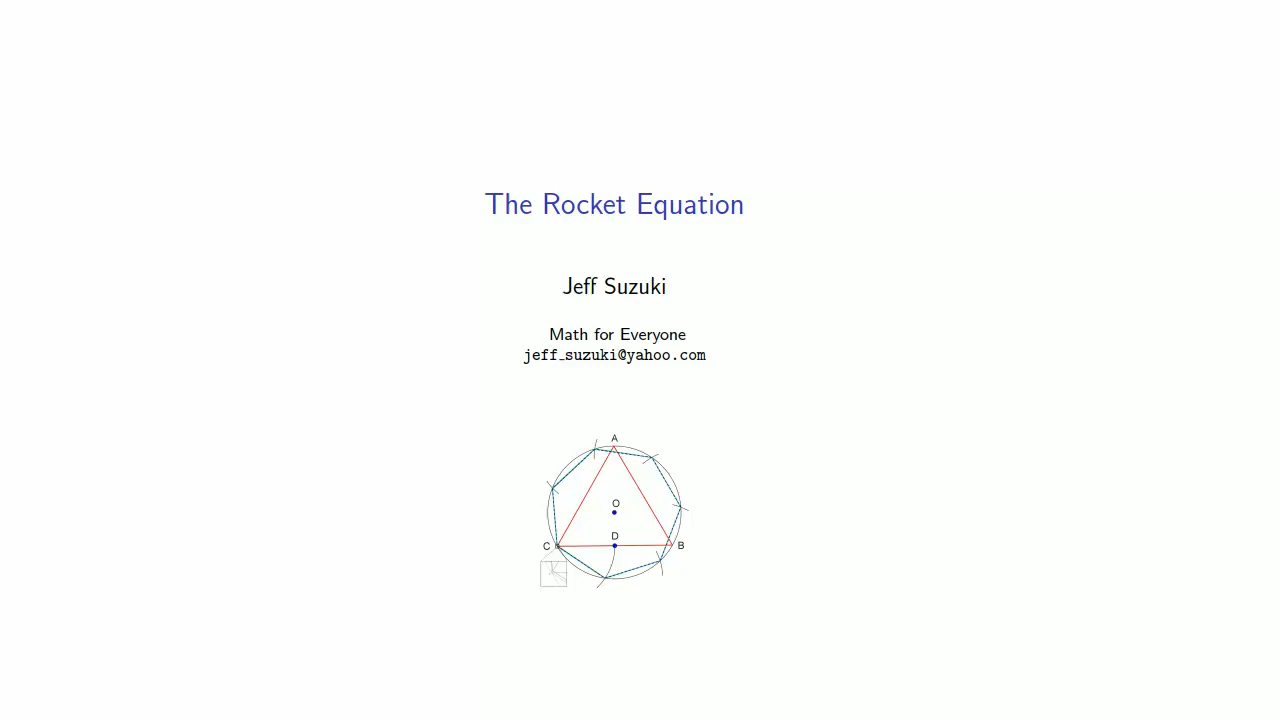 The Rocket Equation
Jeff Suzuki
Math for Everyone
jeff_suzuki@yahoo.com
A
O
D
C
B